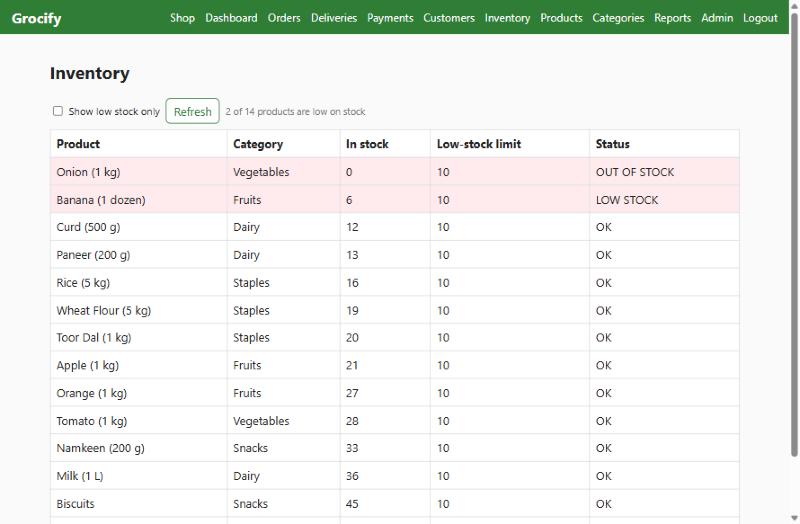 Grocify Shop Dashboard Orders Deliveries Payments Customers Inventory Products Categories Reports Admin Logout
Inventory
Show low stock only Refresh 2 of 14 products are low on stock
Product Category In stock Low-stock limit Status
Onion (1 kg) Vegetables 0 10 OUT OF STOCK
Banana (1 dozen) Fruits 6 10 LOW STOCK
Curd (500 g) Dairy 12 10 OK
Paneer (200 g) Dairy 13 10 OK
Rice (5 kg) Staples 16 10 OK
Wheat Flour (5 kg) Staples 19 10 OK
Toor Dal (1 kg) Staples 20 10 OK
Apple (1 kg) Fruits 21 10 OK
Orange (1 kg) Fruits 27 10 OK
Tomato (1 kg) Vegetables 28 10 OK
Namkeen (200 g) Snacks 33 10 OK
Milk (1 L) Dairy 36 10 OK
Biscuits Snacks 45 10 OK